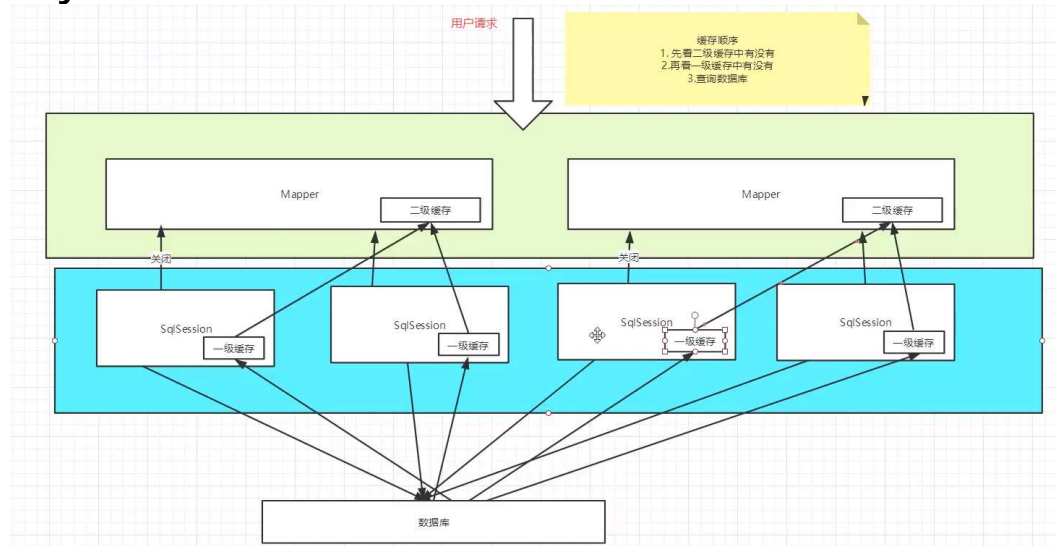 用户请求
缓存顺序
1. 先看二级缓存中有没有
2.再看一级缓存中有没有
3.查询数据库
Mapper
二级缓存
Mapper
二级缓存
关闭
关闭
SqlSession
一级缓存
SqlSession
一级缓存
SqlSession
一级缓存
SqlSession
一级缓存
数据库